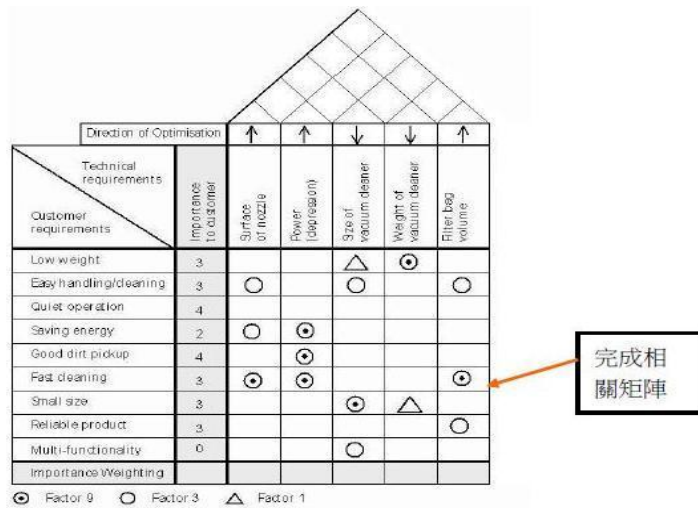 Direction of Optimisation
↑ ↑ ↓ ↓ ↑
Technical
requirements
Customer
requirements
Importance
to customer
Surface
of nozzle
Power
(depression)
Size of
vacuum cleaner
Weight of
vacuum cleaner
Filter bag
volume
Low weight 3
Easy handling/cleaning 3
Quiet operation 4
Saving energy 2
Good dirt pickup 4
Fast cleaning 3
Small size 3
Reliable product 3
Multi-functionality 0
Importance Weighting
Factor 9 Factor 3 Factor 1
完成相
關矩陣